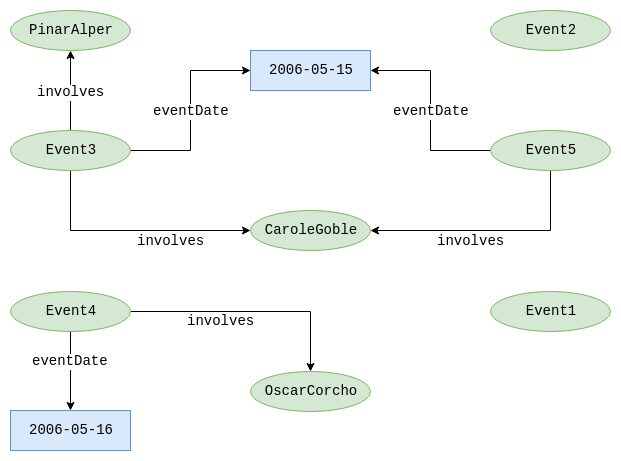 PinarAlper
Event2
2006-05-15
involves
eventDate
eventDate
Event3
Event5
CaroleGoble
involves
involves
Event4
Event1
involves
eventDate
OscarCorcho
2006-05-16